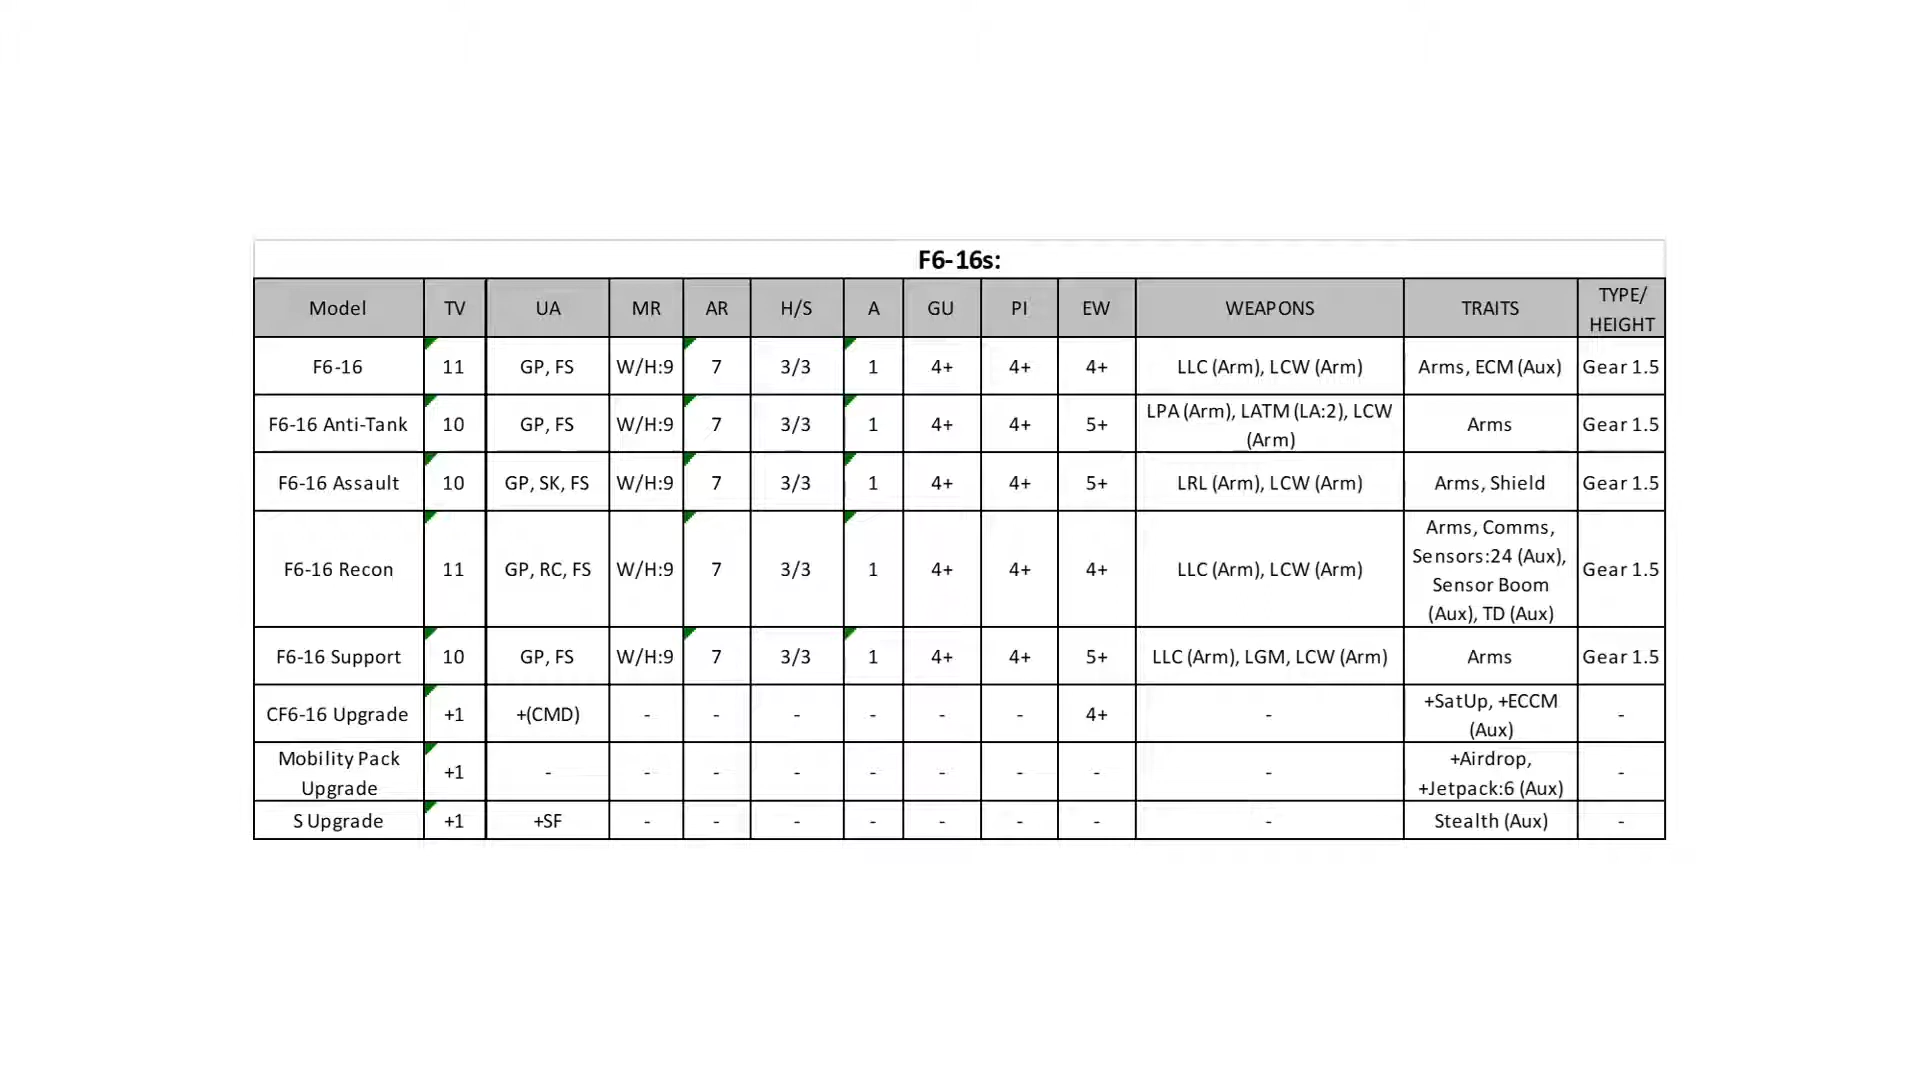 F6-16s:
Model TV UA MR AR H/S A GU PI EW WEAPONS TRAITS TYPE/
HEIGHT
F6-16 11 GP, FS W/H:9 7 3/3 1 4+ 4+ 4+ LLC (Arm), LCW (Arm) Arms, ECM (Aux) Gear 1.5
F6-16 Anti-Tank 10 GP, FS W/H:9 7 3/3 1 4+ 4+ 5+ LPA (Arm), LATM (LA:2), LCW
(Arm) Arms Gear 1.5
F6-16 Assault 10 GP, SK, FS W/H:9 7 3/3 1 4+ 4+ 5+ LRL (Arm), LCW (Arm) Arms, Shield Gear 1.5
F6-16 Recon 11 GP, RC, FS W/H:9 7 3/3 1 4+ 4+ 4+ LLC (Arm), LCW (Arm) Arms, Comms,
Sensors:24 (Aux),
Sensor Boom
(Aux), TD (Aux) Gear 1.5
F6-16 Support 10 GP, FS W/H:9 7 3/3 1 4+ 4+ 5+ LLC (Arm), LGM, LCW (Arm) Arms Gear 1.5
CF6-16 Upgrade +1 +(CMD) - - - - - - 4+ - +SatUp, +ECCM
(Aux) -
Mobility Pack
Upgrade +1 - - - - - - - - - +Airdrop,
+Jetpack:6 (Aux) -
S Upgrade +1 +SF - - - - - - - - Stealth (Aux) -